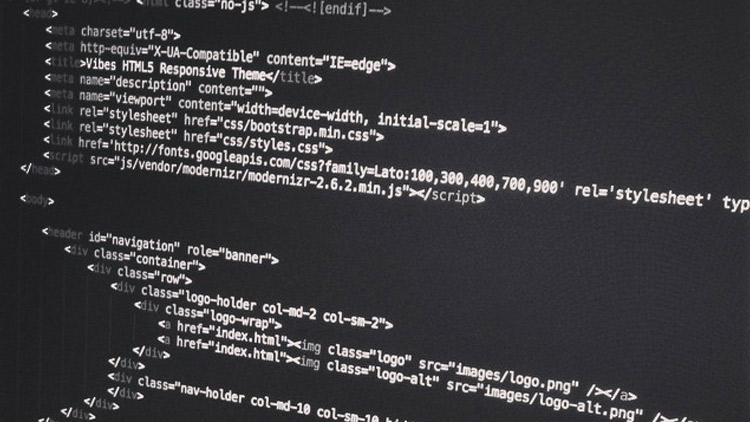 <html class="no-js"> <!--<![endif]-->
<head>
<meta charset="utf-8">
<meta http-equiv="X-UA-Compatible" content="IE=edge">
<title>Vibes HTML5 Responsive Theme</title>
<meta name="description" content="">
<meta name="viewport" content="width=device-width, initial-scale=1">
<link rel="stylesheet" href="css/bootstrap.min.css">
<link rel="stylesheet" href="css/styles.css">
<link href='http://fonts.googleapis.com/css?family=Lato:100,300,400,700,900' rel='stylesheet' typ
<script src="js/vendor/modernizr/modernizr-2.6.2.min.js"></script>
</head>
<body>
<header id="navigation" role="banner">
<div class="container">
<div class="row">
<div class="logo-holder col-md-2 col-sm-2">
<div class="logo-wrap">
<a href="index.html"><img class="logo" src="images/logo.png" /></a>
<a href="index.html"><img class="logo-alt" src="images/logo-alt.png" /></a>
</div>
</div>
<div class="nav-holder col-md-10 col-sm-10
</div>
</div>